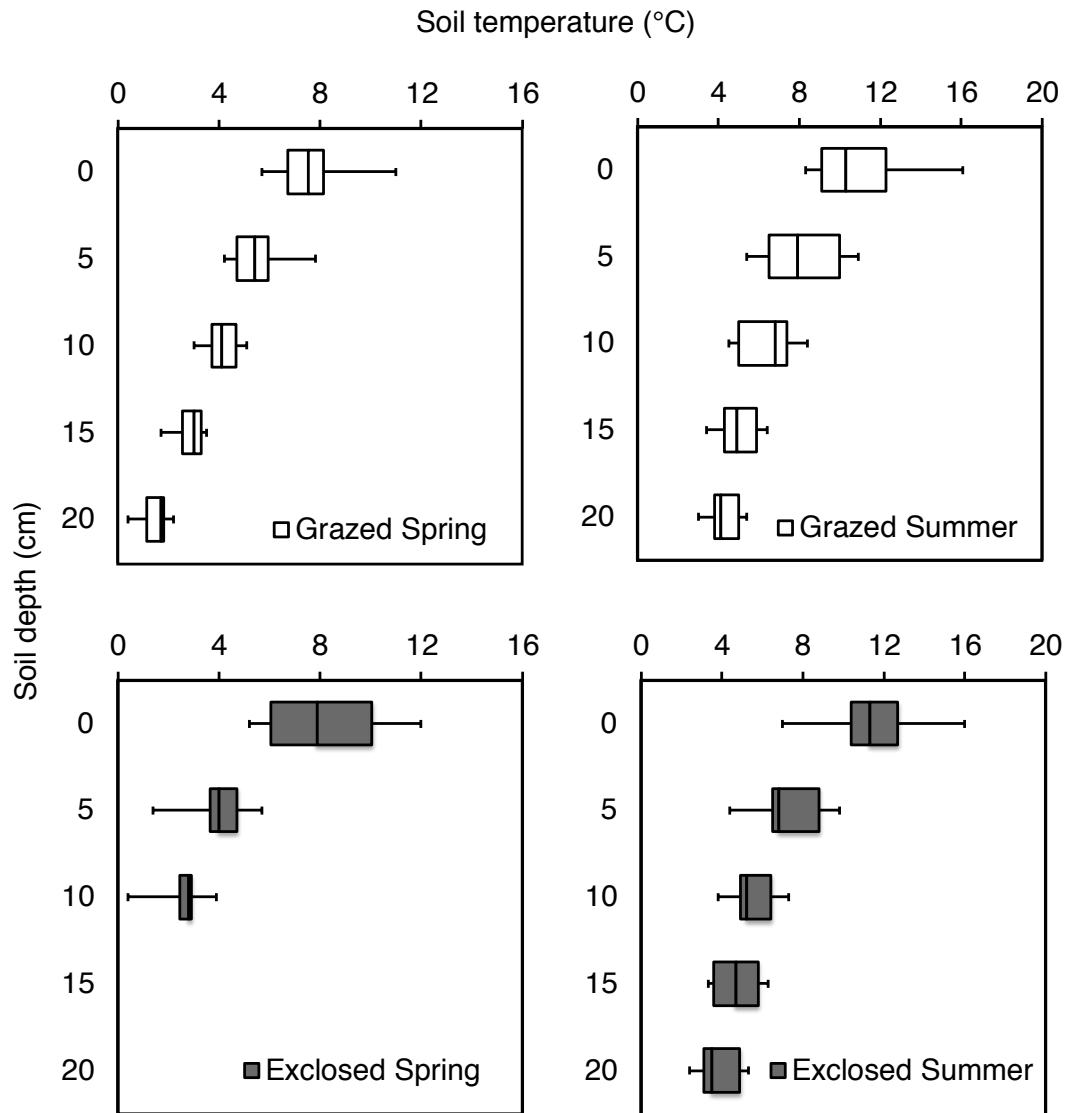 Soil temperature (°C)
0 4 8 12 16
0 4 8 12 16 20
0
5
10
15
20
Grazed Spring
0
5
10
15
20
Grazed Summer
Soil depth (cm)
0 4 8 12 16
0 4 8 12 16 20
0
5
10
15
20
Exclosed Spring
0
5
10
15
20
Exclosed Summer